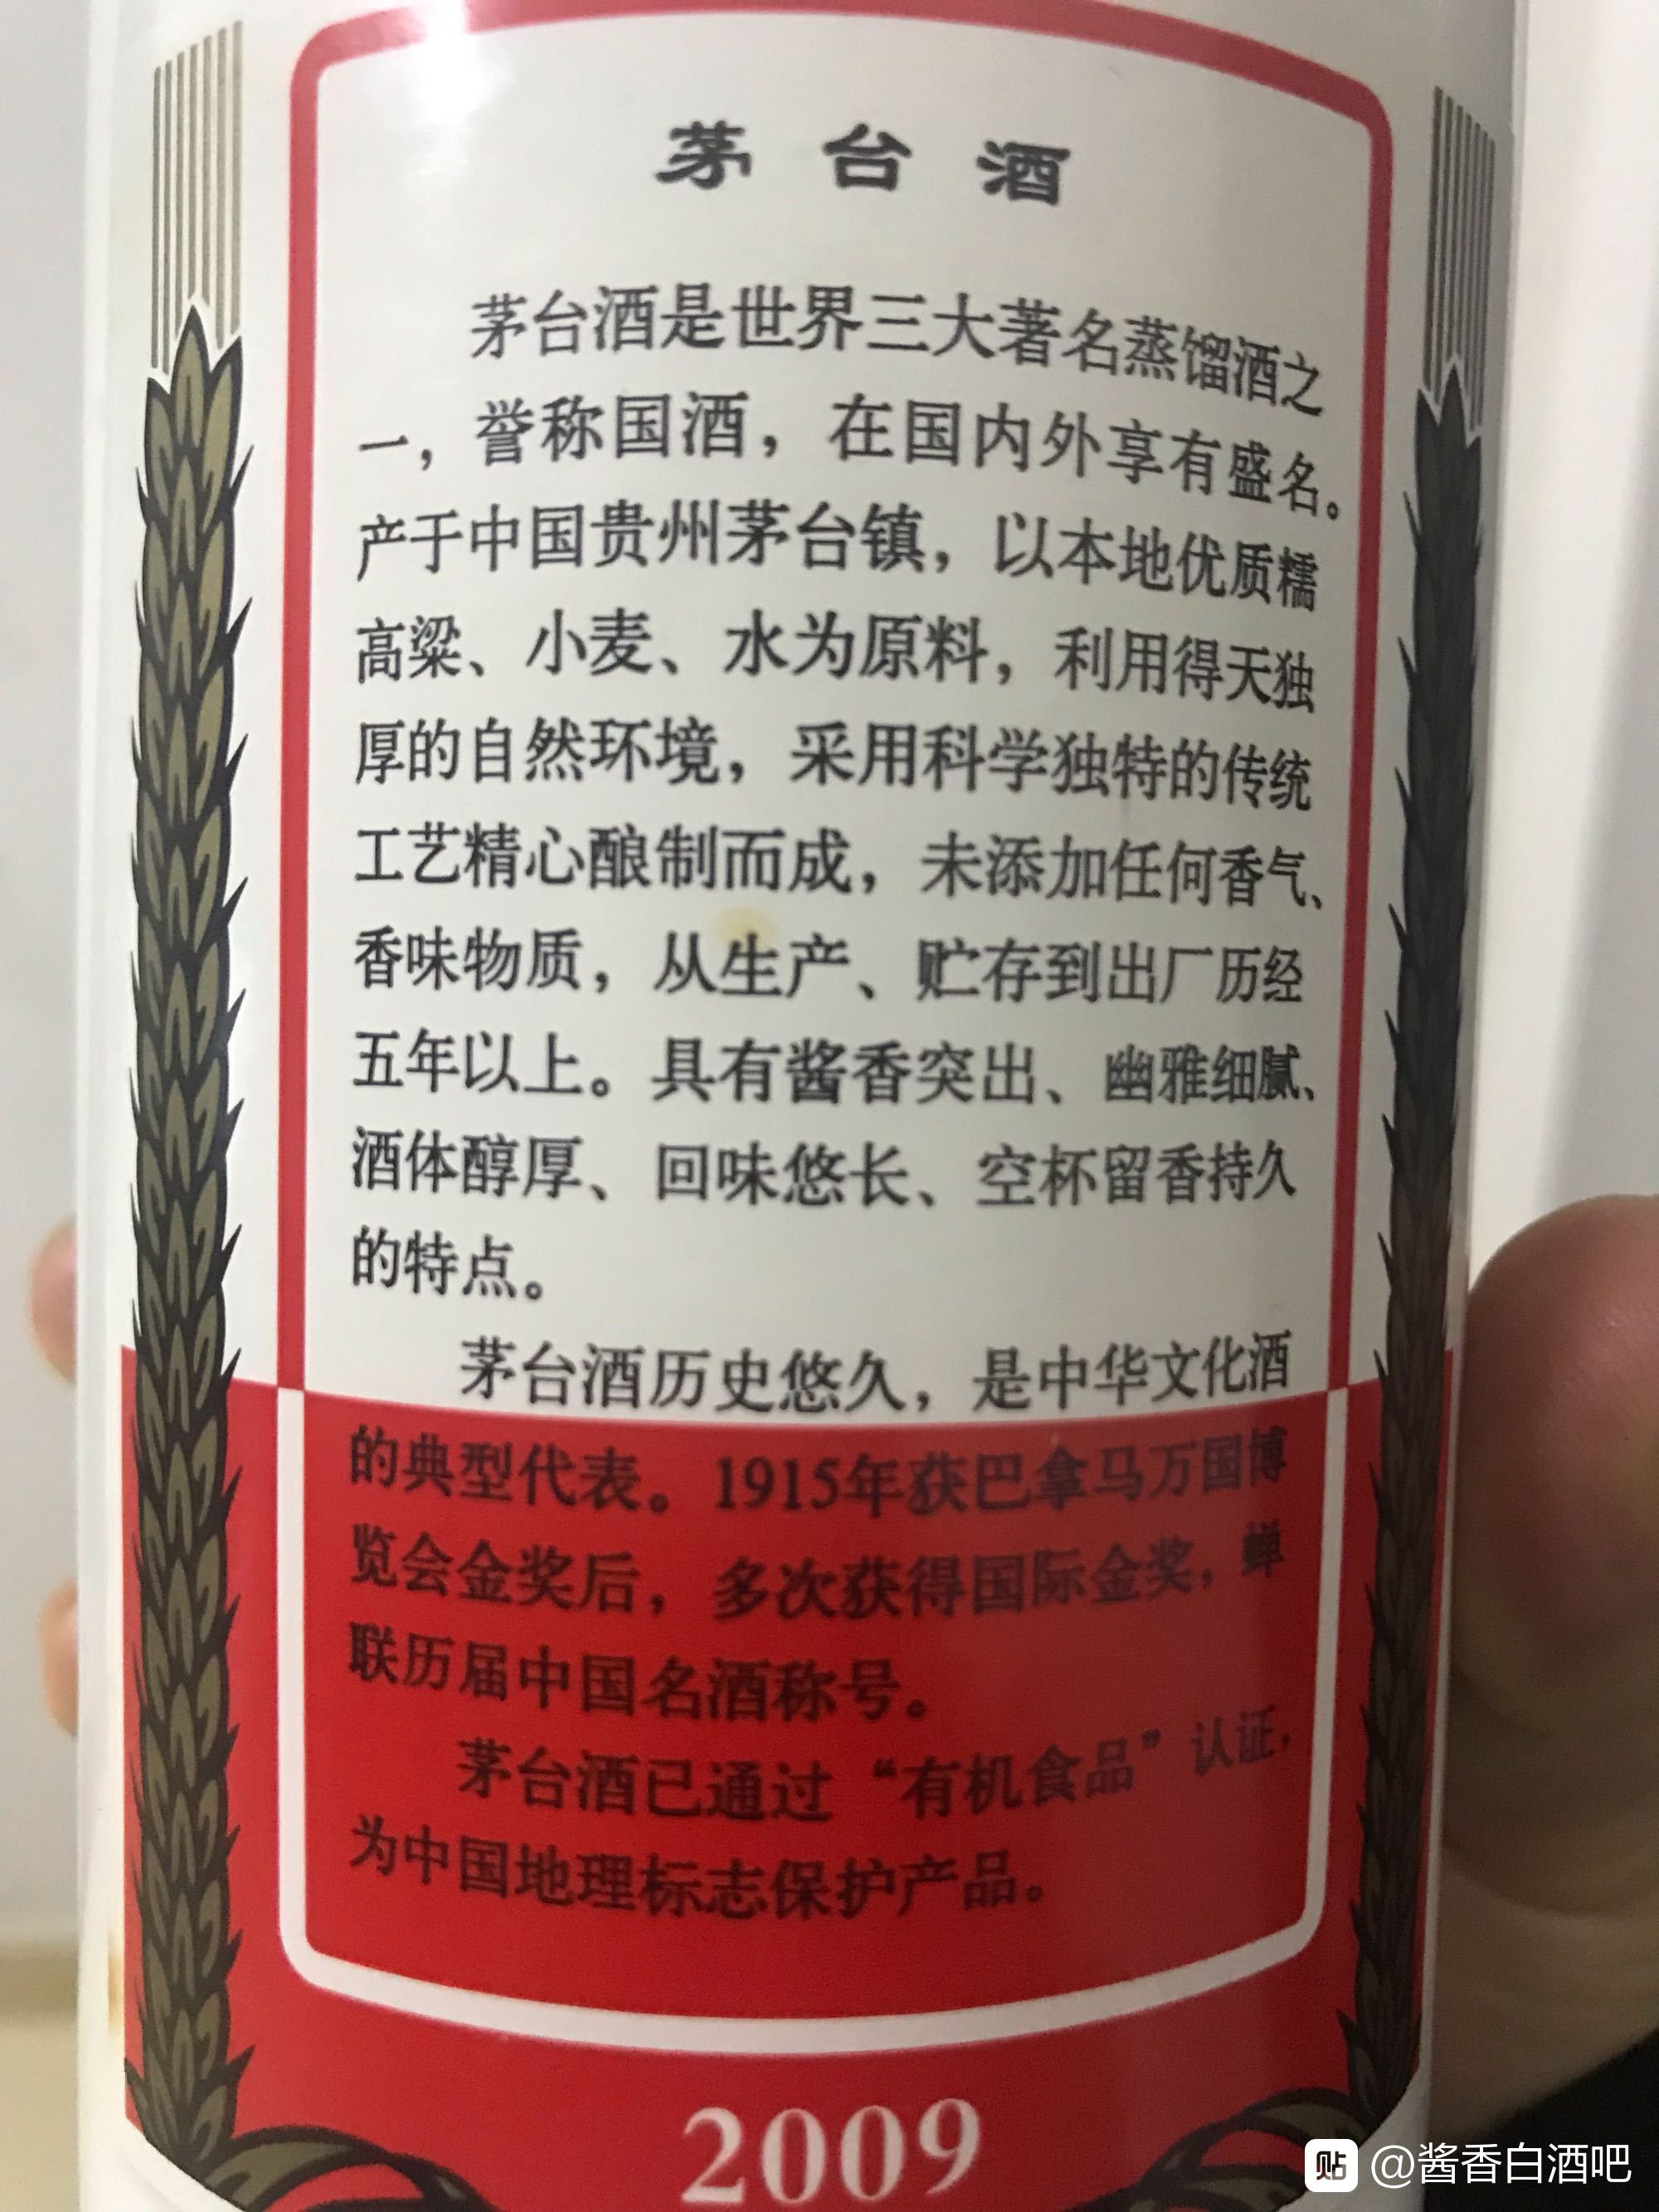 茅台酒
茅台酒是世界三大著名蒸馏酒之
一，誉称国酒，在国内外享有盛名。
产于中国贵州茅台镇，以本地优质糯
高粱、小麦、水为原料，利用得天独
厚的自然环境，采用科学独特的传统
工艺精心酿制而成，未添加任何香气、
香味物质，从生产、贮存到出厂历经
五年以上。具有酱香突出、幽雅细腻、
酒体醇厚、回味悠长、空杯留香持久
的特点。
茅台酒历史悠久，是中华文化酒
的典型代表。1915年获巴拿马万国博
览会金奖后，多次获得国际金奖，蝉
联历届中国名酒称号。
茅台酒已通过“有机食品”认证，
为中国地理标志保护产品。
2009
贴 @酱香白酒吧